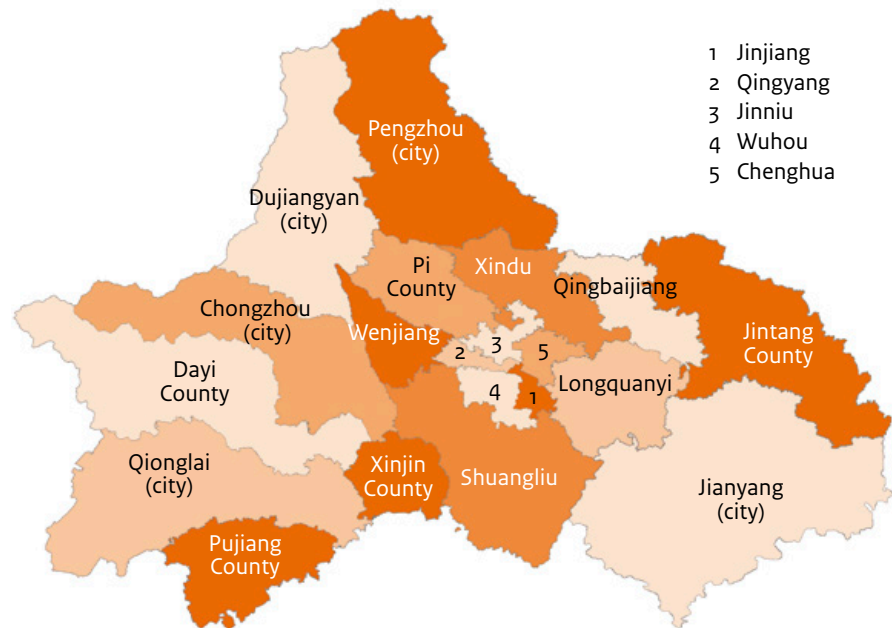 1 Jinjiang
2 Qingyang
3 Jinniu
4 Wuhou
5 Chenghua
Pengzhou
(city)
Dujiangyan
(city)
Pi
County
Xindu
Qingbaijiang
Chongzhou
(city)
Wenjiang
Jintang
County
2
3
5
Dayi
County
4
1
Longquanyi
Qionglai
(city)
Xinjin
County
Shuangliu
Jianyang
(city)
Pujiang
County